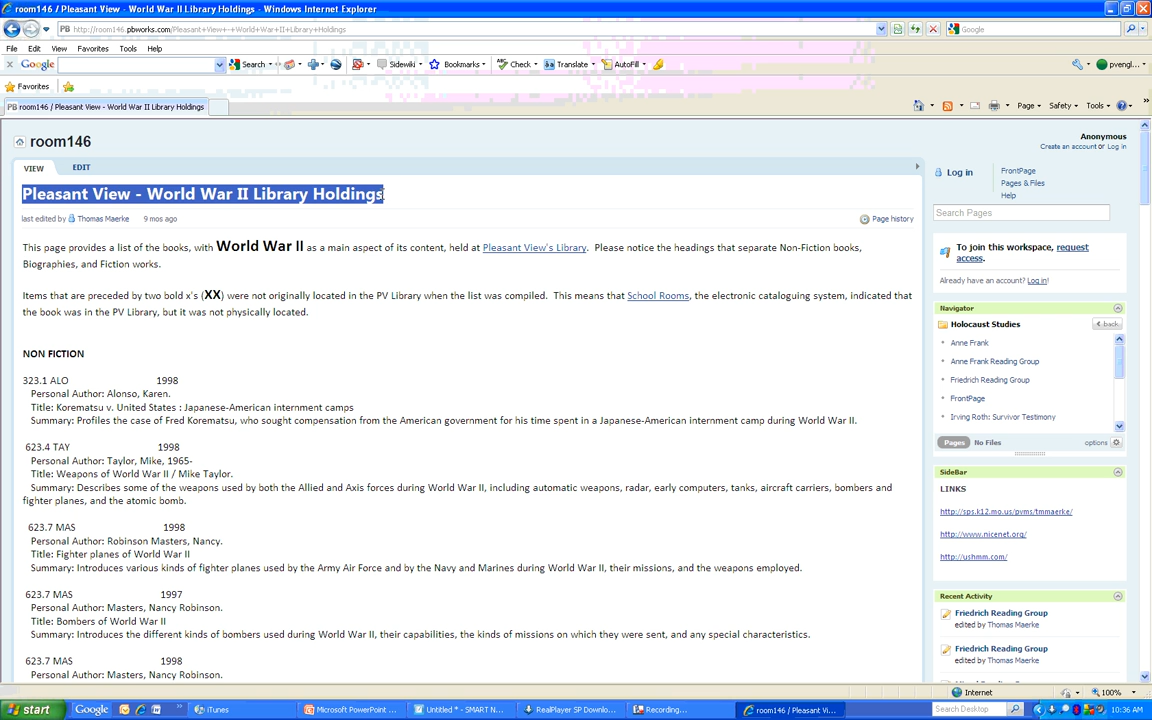 room146 / Pleasant View - World War II Library Holdings - Windows Internet Explorer
PB http://room146.pbworks.com/Pleasant+View+-+World+War+II+Library+Holdings
Google
File Edit View Favorites Tools Help
Google Search Sidewiki Bookmarks Check Translate AutoFill pvengl...
Favorites
PB room146 / Pleasant View - World War II Library Holdings
Page Safety Tools
room146
Anonymous
Create an account or Log in
VIEW EDIT
Log in
FrontPage
Pages & Files
Help
Pleasant View - World War II Library Holdings
last edited by Thomas Maerke 9 mos ago Page history
Search Pages
This page provides a list of the books, with World War II as a main aspect of its content, held at Pleasant View's Library. Please notice the headings that separate Non-Fiction books,
Biographies, and Fiction works.
To join this workspace, request
access.
Already have an account? Log in!
Items that are preceded by two bold x's (XX) were not originally located in the PV Library when the list was compiled. This means that School Rooms, the electronic cataloguing system, indicated that
the book was in the PV Library, but it was not physically located.
Navigator
Holocaust Studies back
Anne Frank
Anne Frank Reading Group
Friedrich Reading Group
FrontPage
Irving Roth: Survivor Testimony
Pages No Files options
NON FICTION
323.1 ALO 1998
Personal Author: Alonso, Karen.
Title: Korematsu v. United States : Japanese-American internment camps
Summary: Profiles the case of Fred Korematsu, who sought compensation from the American government for his time spent in a Japanese-American internment camp during World War II.
623.4 TAY 1998
Personal Author: Taylor, Mike, 1965-
Title: Weapons of World War II / Mike Taylor.
Summary: Describes some of the weapons used by both the Allied and Axis forces during World War II, including automatic weapons, radar, early computers, tanks, aircraft carriers, bombers and
fighter planes, and the atomic bomb.
623.7 MAS 1998
Personal Author: Robinson Masters, Nancy.
Title: Fighter planes of World War II
Summary: Introduces various kinds of fighter planes used by the Army Air Force and by the Navy and Marines during World War II, their missions, and the weapons employed.
623.7 MAS 1997
Personal Author: Masters, Nancy Robinson.
Title: Bombers of World War II
Summary: Introduces the different kinds of bombers used during World War II, their capabilities, the kinds of missions on which they were sent, and any special characteristics.
623.7 MAS 1998
Personal Author: Masters, Nancy Robinson.
SideBar
LINKS
http://sps.k12.mo.us/pvms/tmmaerke/
http://www.nicenet.org/
http://ushmm.com/
Recent Activity
Friedrich Reading Group
edited by Thomas Maerke
Friedrich Reading Group
edited by Thomas Maerke
Internet 100%
start Google iTunes Microsoft PowerPoint ... Untitled * - SMART N... RealPlayer SP Downlo... Recording... room146 / Pleasant Vi... Search Desktop 10:36 AM